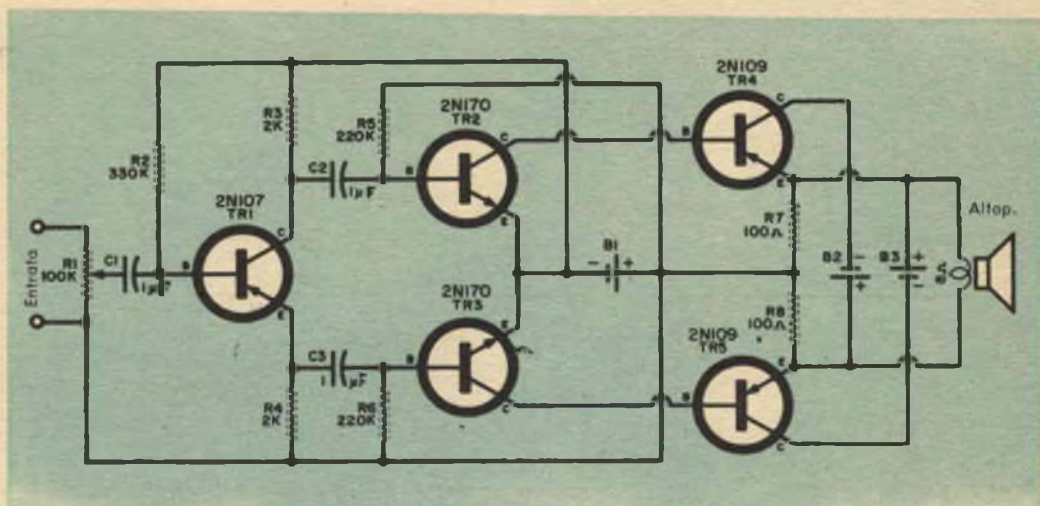 2N109
TR4
2N170
TR2
R3
2K
R5
220K
C
B
E
R2
330K
C2
1µF
B
C
E
2N107
TR1
R7
100Ω
Altop.
Entrata
R1
100K
C1
1µF
B
C
E
- B1 +
B2 -
+
B3 +
-
2N170
TR3
R8
100Ω
2N109
TR5
C3
1 µF
B
E
C
R4
2K
R6
220K
B
E
C